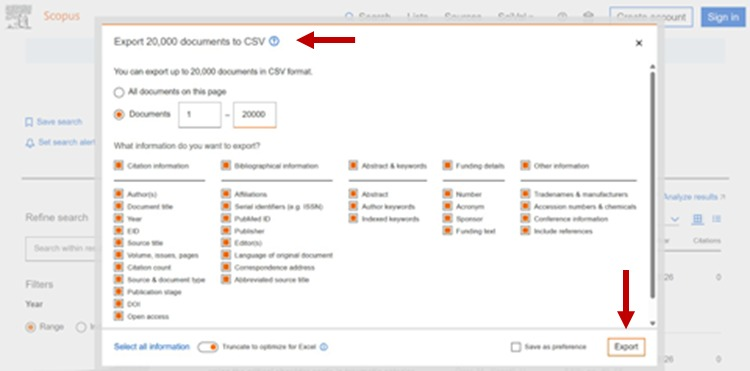 Scopus
Search Lists Sources SciVal
Create account
Sign in
Export 20,000 documents to CSV
You can export up to 20,000 documents in CSV format.
All documents on this page
Documents 1 – 20000
What information do you want to export?
Save search
Set search alert
Analyze results
Refine search
Search within res
Filters
Year
Range
Citations
26 0
26 0
Citation information Bibliographical information Abstract & keywords Funding details Other information
Author(s) Affiliations Abstract Number Tradenames & manufacturers
Document title Serial identifiers (e.g. ISSN) Author keywords Acronym Accession numbers & chemicals
Year PubMed ID Indexed keywords Sponsor Conference information
EID Publisher Funding text Include references
Source title Editor(s)
Volume, issues, pages Language of original document
Citation count Correspondence address
Source & document type Abbreviated source title
Publication stage
DOI
Open access
Select all information Truncate to optimize for Excel Save as preference Export